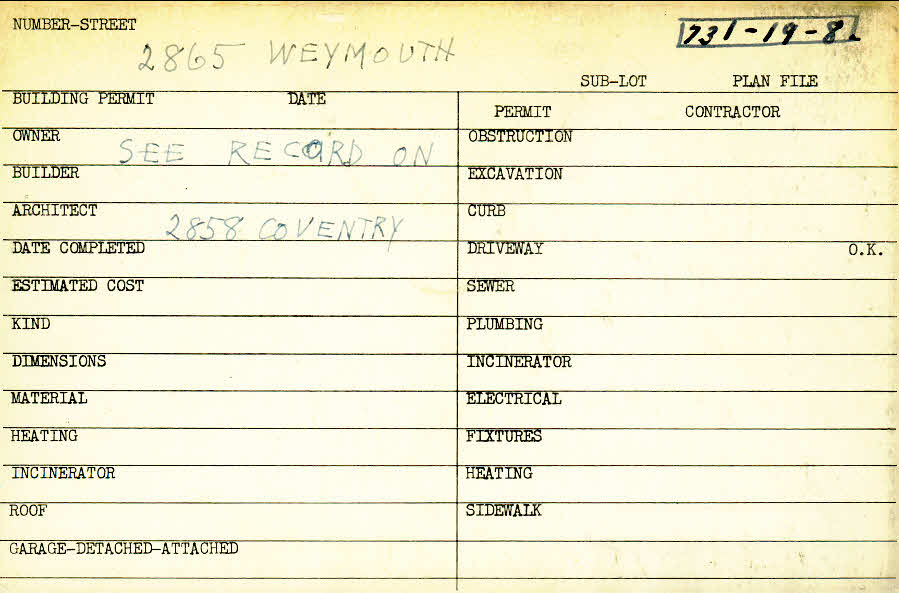 NUMBER-STREET
2865 WEYMOUTH
731-19-81
SUB-LOT PLAN FILE
BUILDING PERMIT DATE
PERMIT CONTRACTOR
OWNER
SEE RECORD ON
OBSTRUCTION
BUILDER
EXCAVATION
ARCHITECT
2858 COVENTRY
CURB
DATE COMPLETED
DRIVEWAY O.K.
ESTIMATED COST
SEWER
KIND
PLUMBING
DIMENSIONS
INCINERATOR
MATERIAL
ELECTRICAL
HEATING
FIXTURES
INCINERATOR
HEATING
ROOF
SIDEWALK
GARAGE-DETACHED-ATTACHED